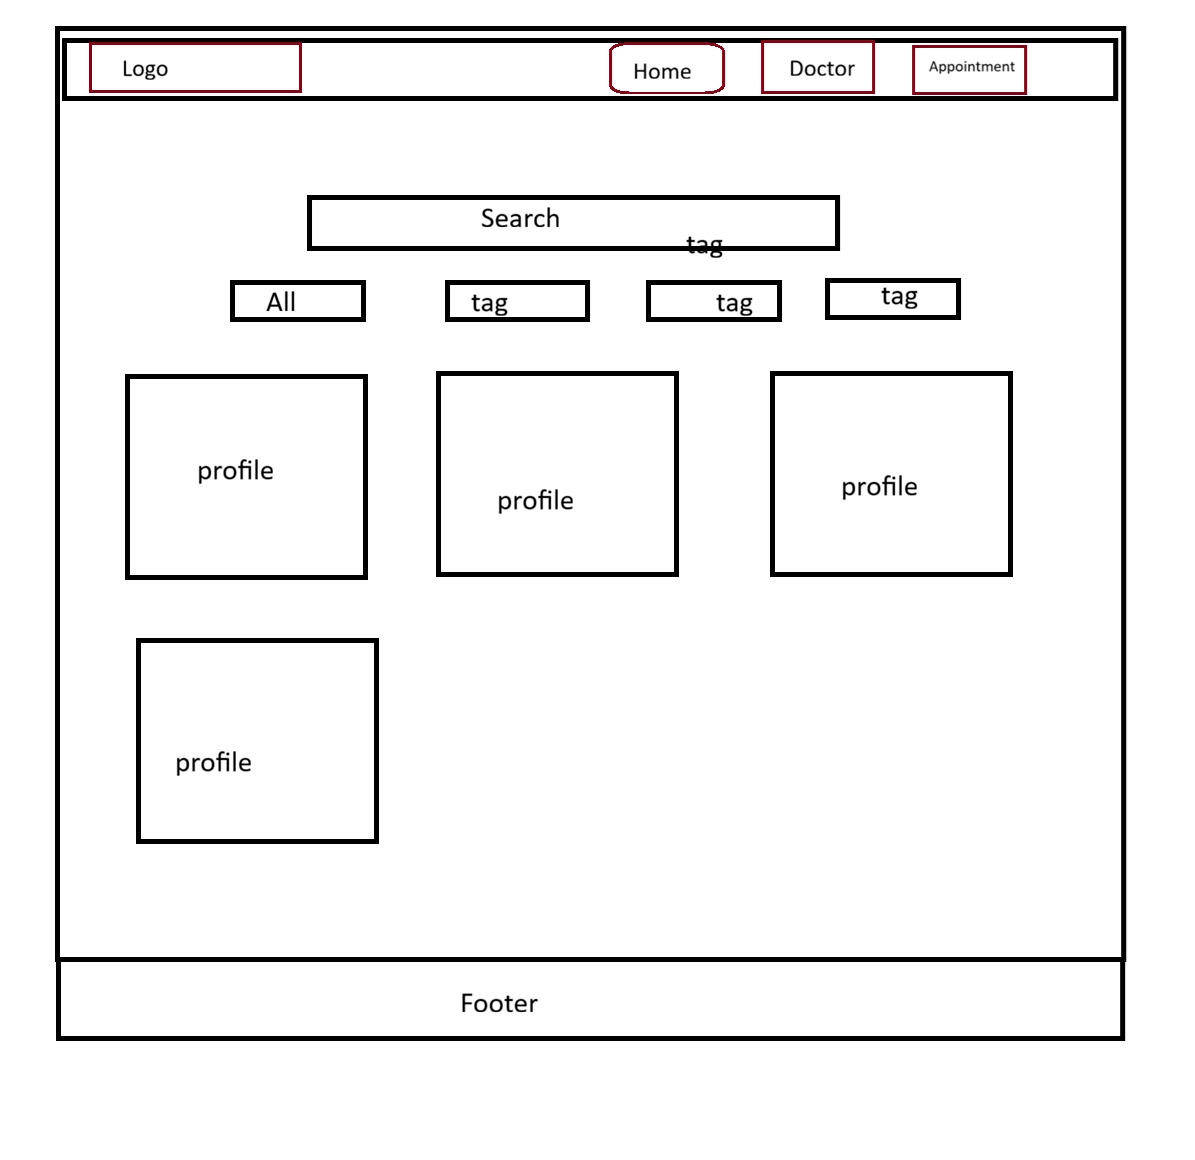 Logo
Home
Doctor
Appointment
Search
tag
All
tag
tag
tag
profile
profile
profile
profile
Footer